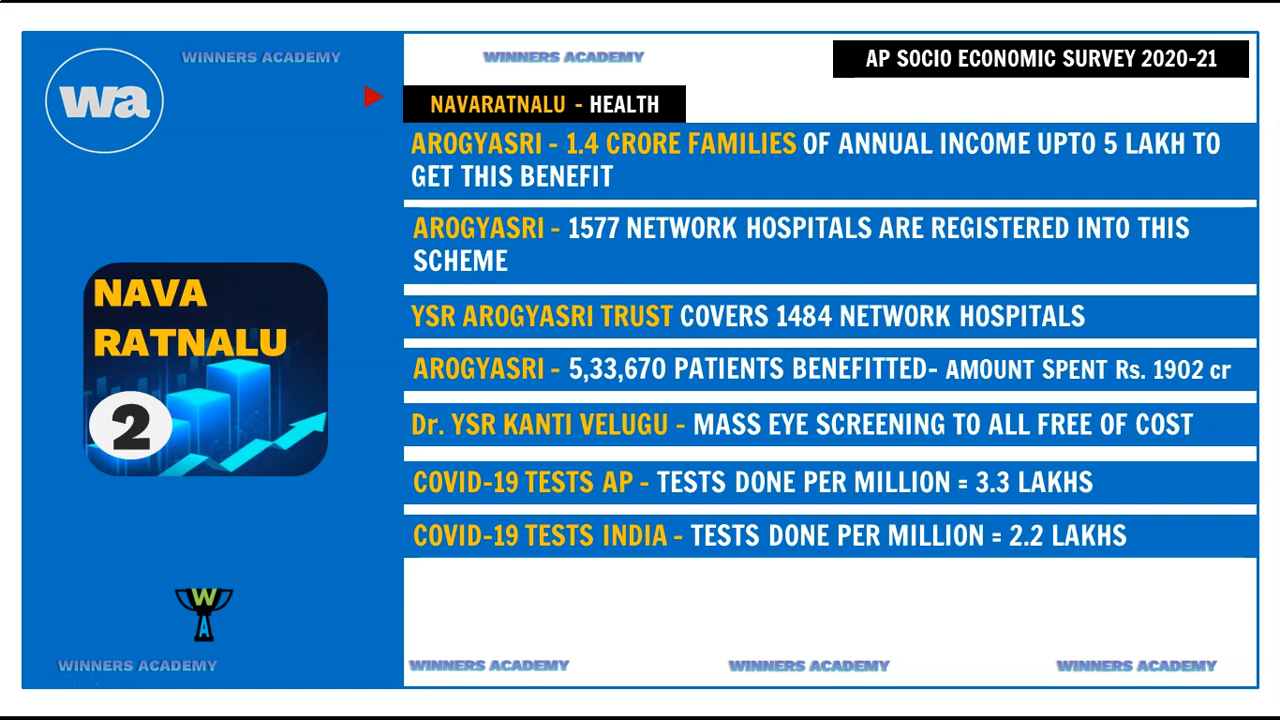 WINNERS ACADEMY
WINNERS ACADEMY
AP SOCIO ECONOMIC SURVEY 2020-21
wa
NAVARATNALU - HEALTH
AROGYASRI - 1.4 CRORE FAMILIES OF ANNUAL INCOME UPTO 5 LAKH TO
GET THIS BENEFIT
AROGYASRI - 1577 NETWORK HOSPITALS ARE REGISTERED INTO THIS
SCHEME
NAVA
RATNALU
2
YSR AROGYASRI TRUST COVERS 1484 NETWORK HOSPITALS
AROGYASRI - 5,33,670 PATIENTS BENEFITTED- AMOUNT SPENT Rs. 1902 cr
Dr. YSR KANTI VELUGU - MASS EYE SCREENING TO ALL FREE OF COST
COVID-19 TESTS AP - TESTS DONE PER MILLION = 3.3 LAKHS
COVID-19 TESTS INDIA - TESTS DONE PER MILLION = 2.2 LAKHS
W
A
WINNERS ACADEMY
WINNERS ACADEMY
WINNERS ACADEMY
WINNERS ACADEMY